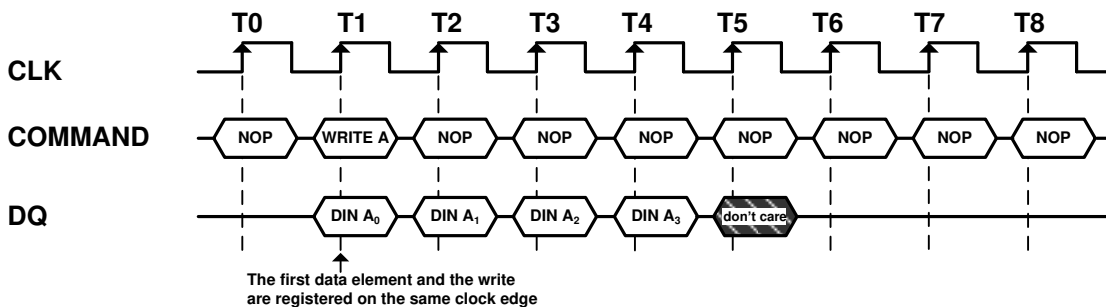 T0 T1 T2 T3 T4 T5 T6 T7 T8
CLK
COMMAND NOP WRITE A NOP NOP NOP NOP NOP NOP NOP
DQ DIN A₀ DIN A₁ DIN A₂ DIN A₃ don't care
The first data element and the write
are registered on the same clock edge